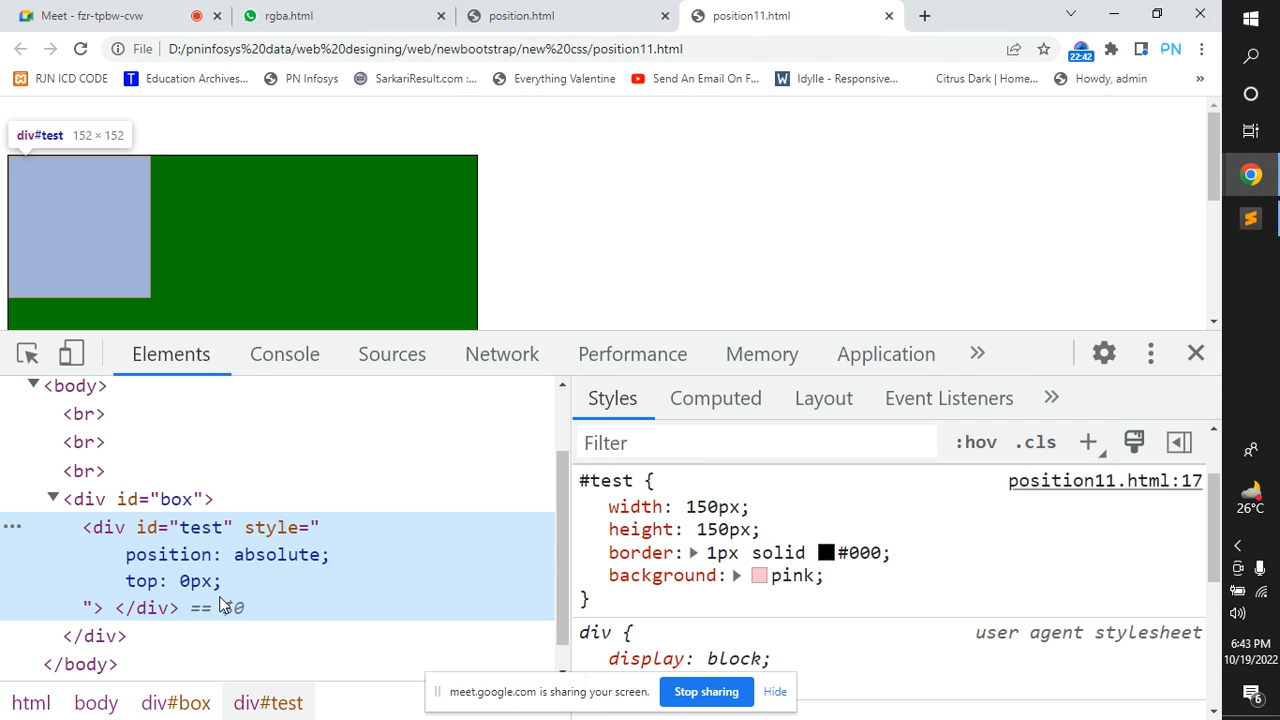 Meet - fzr-tpbw-cvw
rgba.html
position.html
position11.html
File
D:/pninfosys%20data/web%20designing/web/newbootstrap/new%20css/position11.html
22:42
PN
RJN ICD CODE
Education Archives...
PN Infosys
SarkariResult.com :...
Everything Valentine
Send An Email On F...
Idylle - Responsive...
Citrus Dark | Home...
Howdy, admin
»
div#test 152 × 152
Elements
Console
Sources
Network
Performance
Memory
Application
»
<body>
<br>
<br>
<br>
<div id="box">
<div id="test" style="
position: absolute;
top: 0px;
"> </div> == $0
</div>
</body>
html body div#box div#test
Styles
Computed
Layout
Event Listeners
»
Filter
:hov .cls +
#test { position11.html:17
width: 150px;
height: 150px;
border: 1px solid #000;
background: pink;
}
div { user agent stylesheet
display: block;
meet.google.com is sharing your screen.
Stop sharing
Hide
26°C
6:43 PM
10/19/2022
6